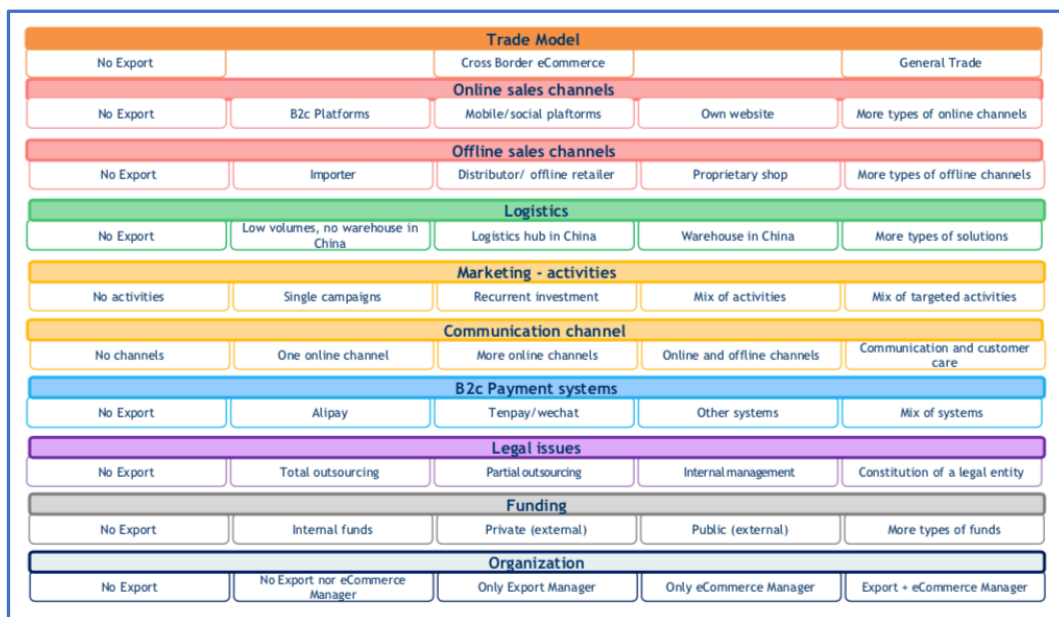 Trade Model
No Export
Cross Border eCommerce
General Trade
Online sales channels
No Export
B2c Platforms
Mobile/social plaftorms
Own website
More types of online channels
Offline sales channels
No Export
Importer
Distributor/ offline retailer
Proprietary shop
More types of offline channels
Logistics
No Export
Low volumes, no warehouse in
China
Logistics hub in China
Warehouse in China
More types of solutions
Marketing - activities
No activities
Single campaigns
Recurrent investment
Mix of activities
Mix of targeted activities
Communication channel
No channels
One online channel
More online channels
Online and offline channels
Communication and customer
care
B2c Payment systems
No Export
Alipay
Tenpay/wechat
Other systems
Mix of systems
Legal issues
No Export
Total outsourcing
Partial outsourcing
Internal management
Constitution of a legal entity
Funding
No Export
Internal funds
Private (external)
Public (external)
More types of funds
Organization
No Export
No Export nor eCommerce
Manager
Only Export Manager
Only eCommerce Manager
Export + eCommerce Manager